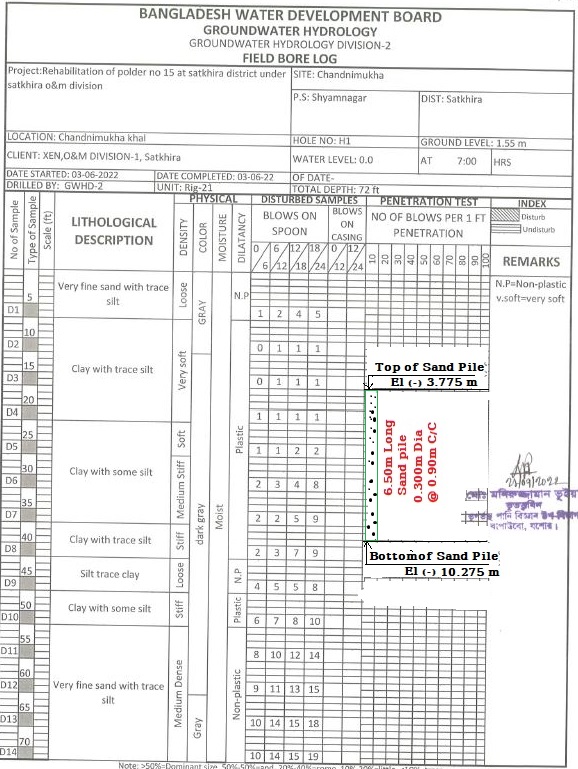 BANGLADESH WATER DEVELOPMENT BOARD
GROUNDWATER HYDROLOGY
GROUNDWATER HYDROLOGY DIVISION-2
FIELD BORE LOG
Project:Rehabilitation of polder no 15 at satkhira district under
satkhira o&m division
SITE: Chandnimukha
P.S: Shyamnagar
DIST: Satkhira
LOCATION: Chandnimukha khal
HOLE NO: H1
GROUND LEVEL: 1.55 m
CLIENT: XEN,O&M DIVISION-1, Satkhira
WATER LEVEL: 0.0
AT 7:00 HRS
DATE STARTED: 03-06-2022
DATE COMPLETED: 03-06-22
OF DATE-
DRILLED BY: GWHD-2
UNIT: Rig-21
TOTAL DEPTH: 72 ft
No of Sample
Type of Sample
Scale (ft)
LITHOLOGICAL
DESCRIPTION
PHYSICAL
DENSITY
COLOR
MOISTURE
DILATANCY
DISTURBED SAMPLES
BLOWS ON
SPOON
BLOWS
ON
CASING
0/6 6/12 12/18 18/24 0/12 12/24
PENETRATION TEST
NO OF BLOWS PER 1 FT
PENETRATION
10 20 30 40 50 60 70 80 90 100
INDEX
Disturb
Undisturb
REMARKS
N.P=Non-plastic
v.soft=very soft
Very fine sand with trace
silt
Loose
GRAY
N.P
5
D1
1 2 4 5
10
D2
0 1 1 1
15
Clay with trace silt
Very soft
D3
0 1 1 1
20
D4
1 1 1 1
25
Soft
Plastic
D5
1 1 2 2
30
Clay with some silt
Medium Stiff
D6
2 3 4 8
35
dark gray
Moist
D7
2 2 5 9
40
Clay with trace silt
Stiff
D8
2 3 7 9
45
Silt trace clay
Loose
N.P
D9
4 5 5 8
50
Clay with some silt
Stiff
Plastic
D10
6 7 8 10
55
D11
8 10 12 14
60
Very fine sand with trace
silt
Medium Dense
Non-plastic
D12
9 11 13 15
65
Gray
D13
10 14 15 18
70
D14
10 14 15 19
Top of Sand Pile
El (-) 3.775 m
6.50m Long
Sand pile
0.300m Dia
@ 0.90m C/C
Bottom of Sand Pile
El (-) 10.275 m
মোঃ মনিরুজ্জামান ভূইয়া
বাপাউবো, যশোর।